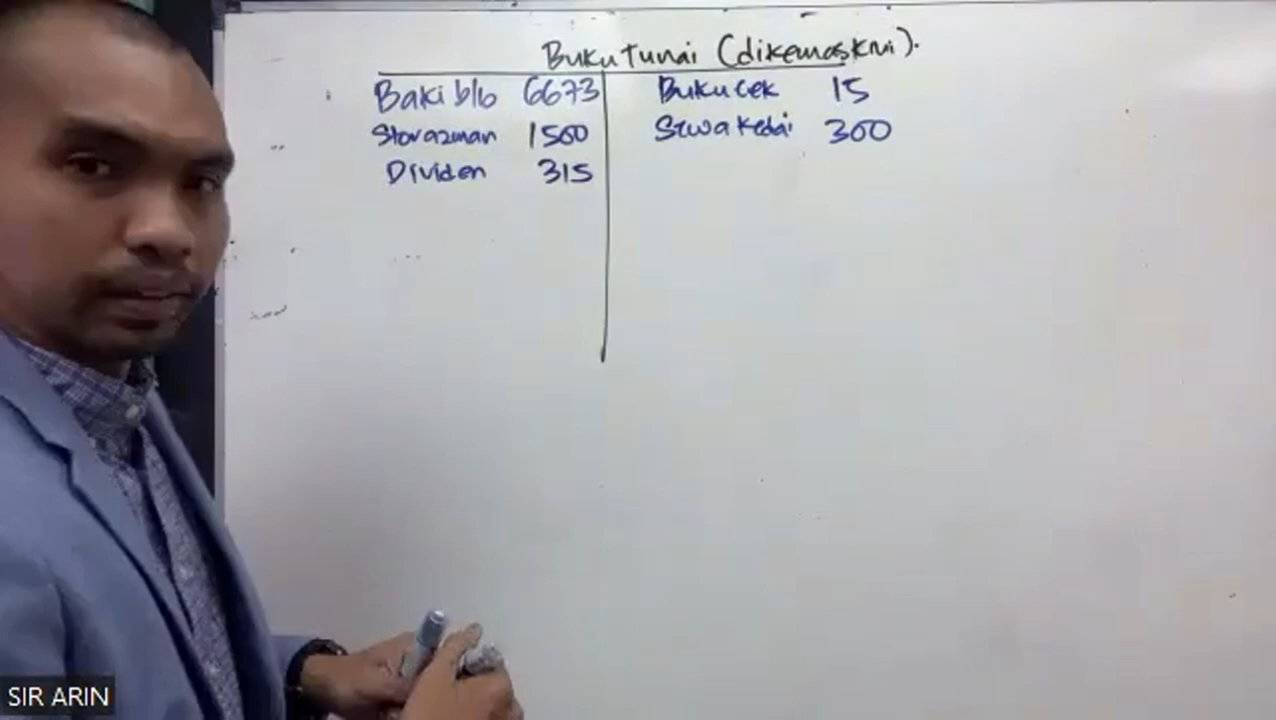 Buku Tunai (dikemaskini).
Baki b/b 6673
Buku cek 15
Storazman 1500
Sewa kedai 300
Dividen 315
SIR ARIN